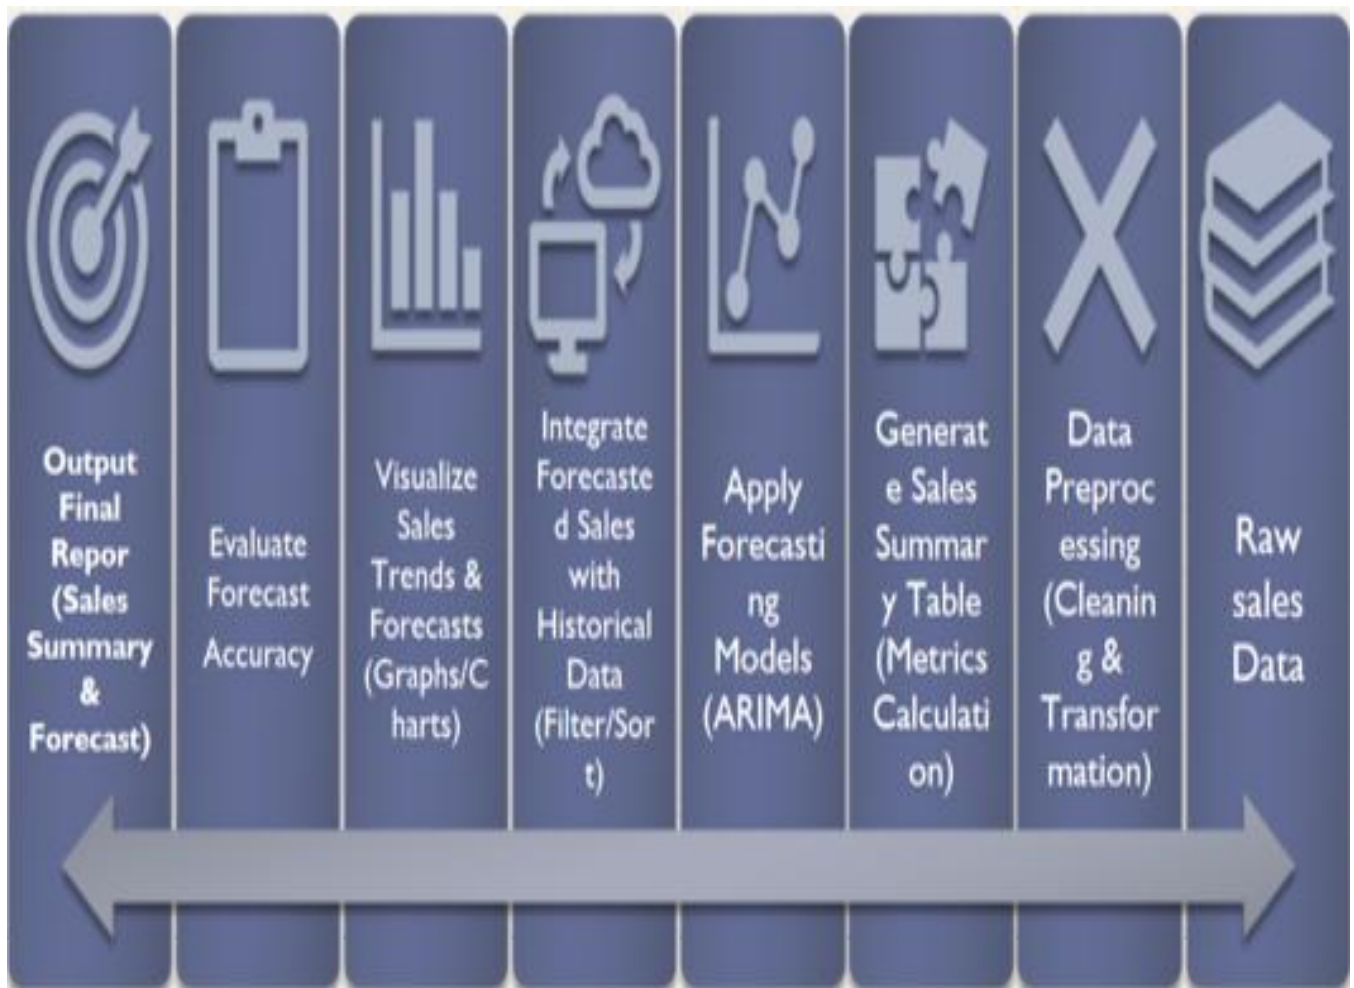 Output
Final
Repor
(Sales
Summary
&
Forecast)
Evaluate
Forecast
Accuracy
Visualize
Sales
Trends &
Forecasts
(Graphs/C
harts)
Integrate
Forecaste
d Sales
with
Historical
Data
(Filter/Sor
t)
Apply
Forecasti
ng
Models
(ARIMA)
Generat
e Sales
Summar
y Table
(Metrics
Calculati
on)
Data
Preproc
essing
(Cleanin
g &
Transfor
mation)
Raw
sales
Data